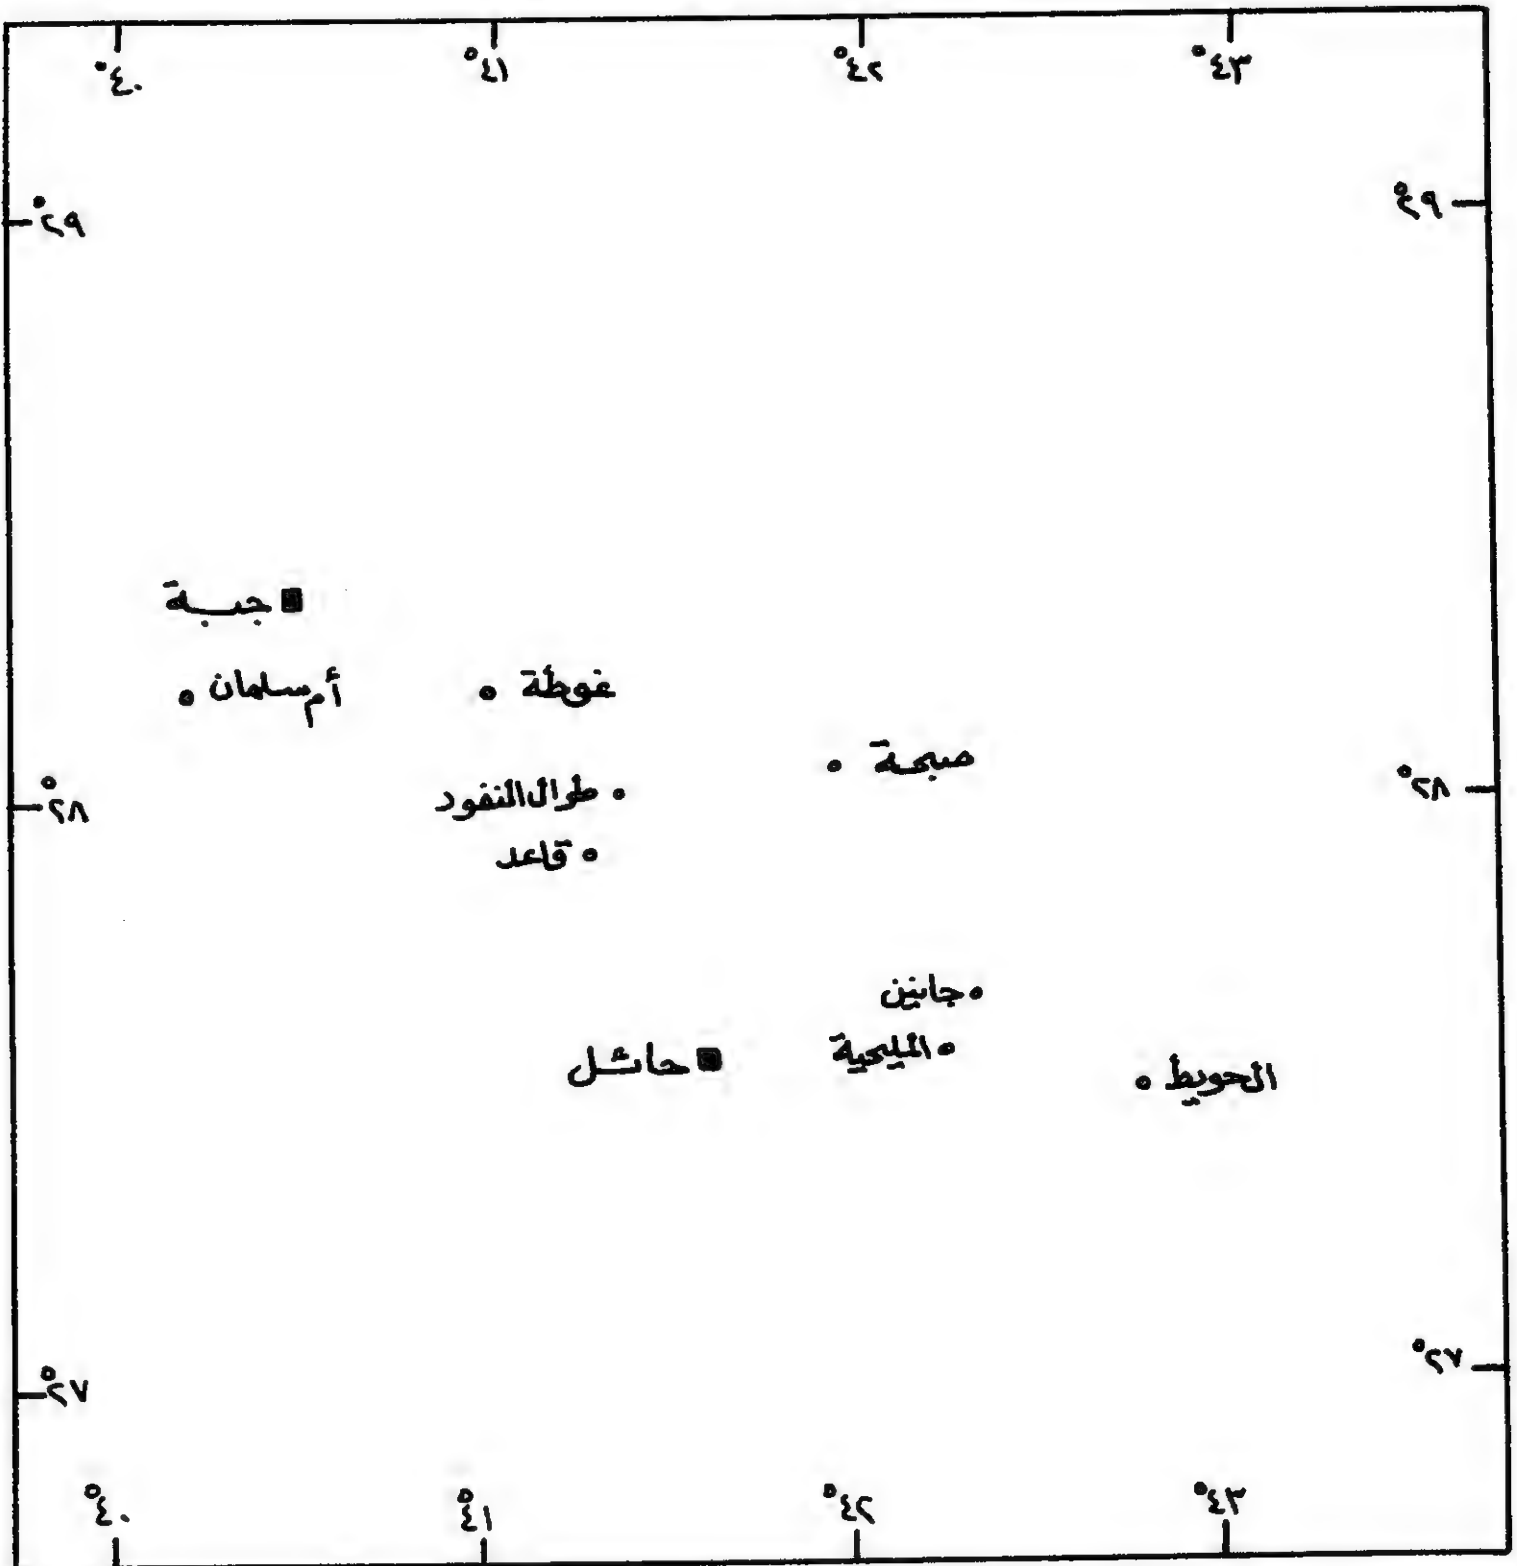 ٤٠°
٤١°
٤٢°
٤٣°
٢٩°
٢٩°
جبة
أم سلمان
غوطة
صبحة
٢٨°
طوال النفود
٢٨°
قاعد
جانين
حائل
المليحية
الحويط
٢٧°
٢٧°
٤٠°
٤١°
٤٢°
٤٣°